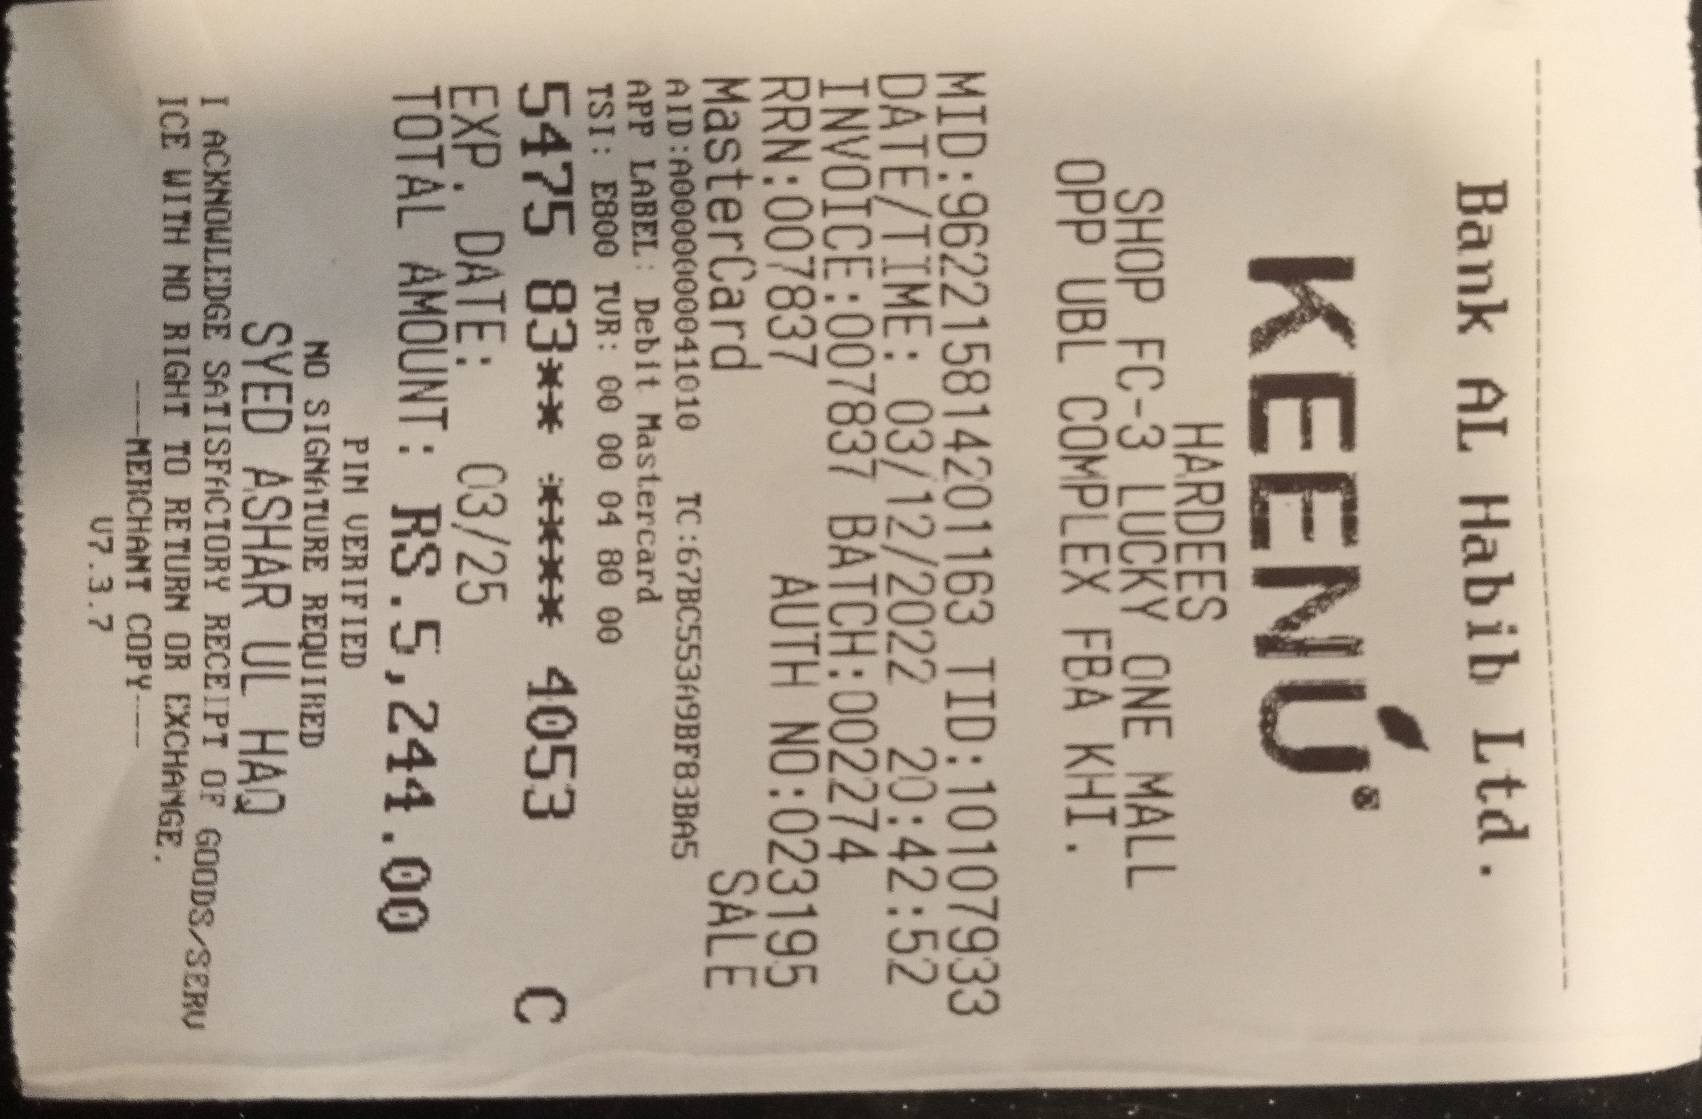 Bank AL Habib Ltd.
KEENÚ®
HARDEES
SHOP FC-3 LUCKY ONE MALL
OPP UBL COMPLEX FBA KHI.
MID:962215814201163 TID:10107933
DATE/TIME: 03/12/2022 20:42:52
INVOICE:007837 BATCH:002274
RRN:007837 AUTH NO:023195
MasterCard SALE
AID:A0000000041010 TC:67BC553A9BF83BA5
APP LABEL: Debit Mastercard
TSI: E800 TVR: 00 00 04 80 00
5475 83** **** 4053 C
EXP. DATE: 03/25
TOTAL AMOUNT: RS.5,244.00
PIN VERIFIED
NO SIGNATURE REQUIRED
SYED ASHAR UL HAQ
I ACKNOWLEDGE SATISFACTORY RECEIPT OF GOODS/SERV
ICE WITH NO RIGHT TO RETURN OR EXCHANGE.
---MERCHANT COPY---
V7.3.7